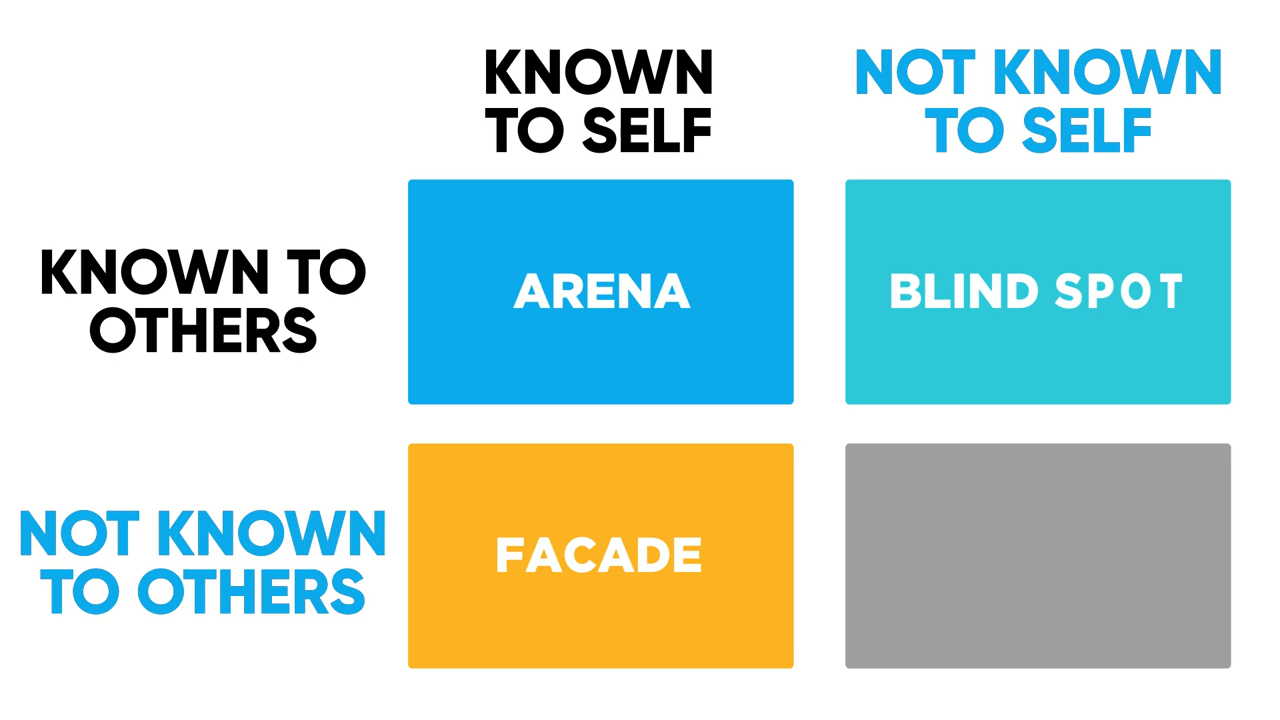 KNOWN
TO SELF
NOT KNOWN
TO SELF
KNOWN TO
OTHERS
ARENA
BLIND SPOT
NOT KNOWN
TO OTHERS
FACADE